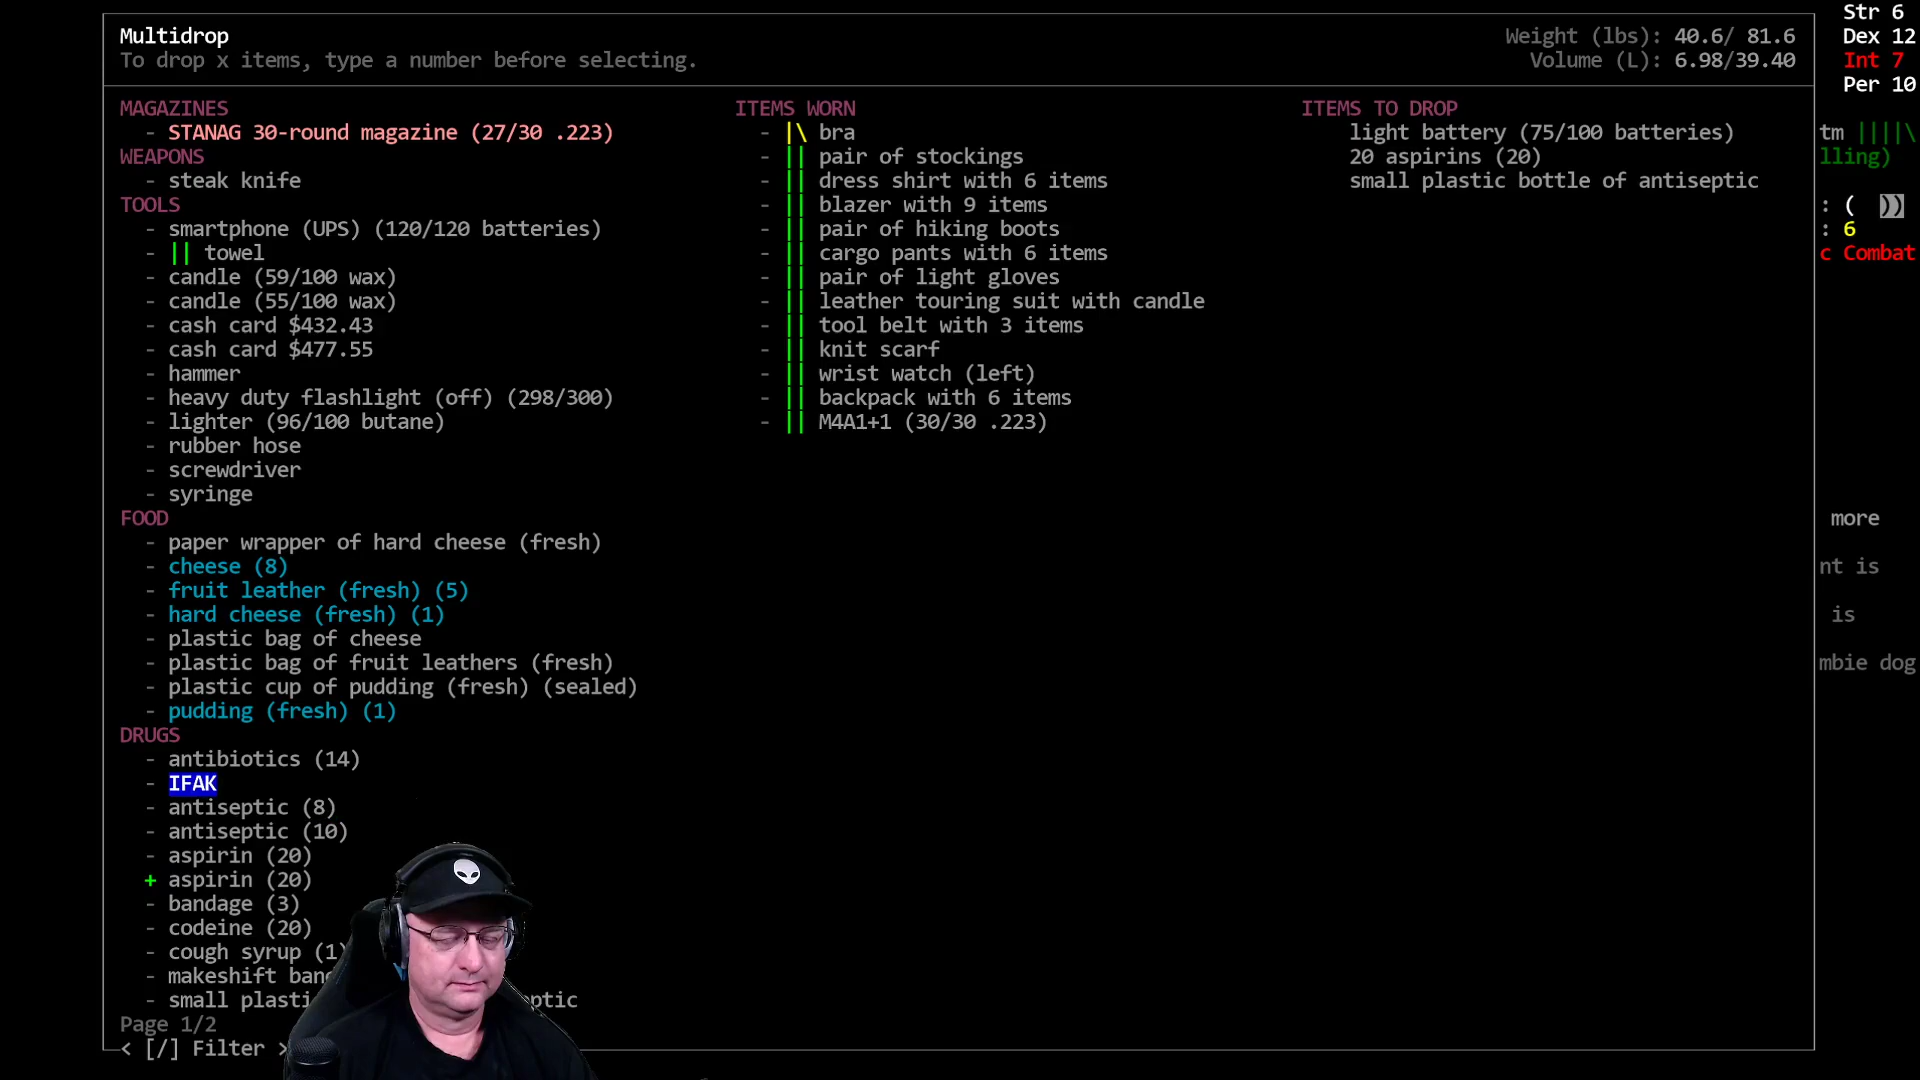 Multidrop
To drop x items, type a number before selecting.
Weight (lbs): 40.6/ 81.6
Volume (L): 6.98/39.40
MAGAZINES
- STANAG 30-round magazine (27/30 .223)
WEAPONS
- steak knife
TOOLS
- smartphone (UPS) (120/120 batteries)
- || towel
- candle (59/100 wax)
- candle (55/100 wax)
- cash card $432.43
- cash card $477.55
- hammer
- heavy duty flashlight (off) (298/300)
- lighter (96/100 butane)
- rubber hose
- screwdriver
- syringe
FOOD
- paper wrapper of hard cheese (fresh)
- cheese (8)
- fruit leather (fresh) (5)
- hard cheese (fresh) (1)
- plastic bag of cheese
- plastic bag of fruit leathers (fresh)
- plastic cup of pudding (fresh) (sealed)
- pudding (fresh) (1)
DRUGS
- antibiotics (14)
- IFAK
- antiseptic (8)
- antiseptic (10)
- aspirin (20)
+ aspirin (20)
- bandage (3)
- codeine (20)
- cough syrup (1)
- makeshift
- small
Page 1/2
< [/] Filter >
ITEMS WORN
- |\ bra
- || pair of stockings
- || dress shirt with 6 items
- || blazer with 9 items
- || pair of hiking boots
- || cargo pants with 6 items
- || pair of light gloves
- || leather touring suit with candle
- || tool belt with 3 items
- || knit scarf
- || wrist watch (left)
- || backpack with 6 items
- || M4A1+1 (30/30 .223)
ITEMS TO DROP
light battery (75/100 batteries)
20 aspirins (20)
small plastic bottle of antiseptic
Str 6
Dex 12
Int 7
Per 10
tm ||||\
lling)
: ( ))
: 6
c Combat
more
nt is
is
mbie dog